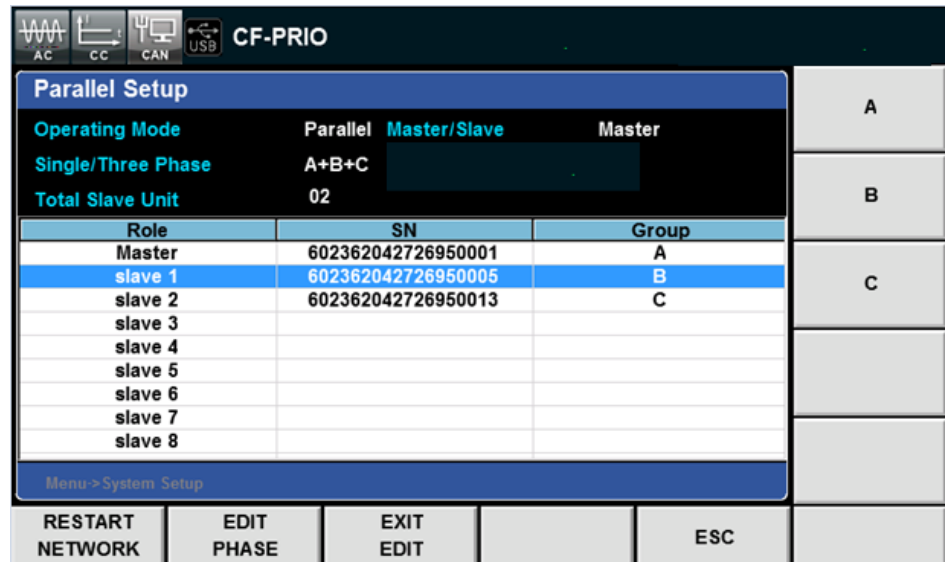 AC CC CAN USB CF-PRIO
Parallel Setup
Operating Mode Parallel Master/Slave Master
Single/Three Phase A+B+C
Total Slave Unit 02
Role SN Group
Master 602362042726950001 A
slave 1 602362042726950005 B
slave 2 602362042726950013 C
slave 3
slave 4
slave 5
slave 6
slave 7
slave 8
Menu->System Setup
A
B
C
RESTART NETWORK
EDIT PHASE
EXIT EDIT
ESC